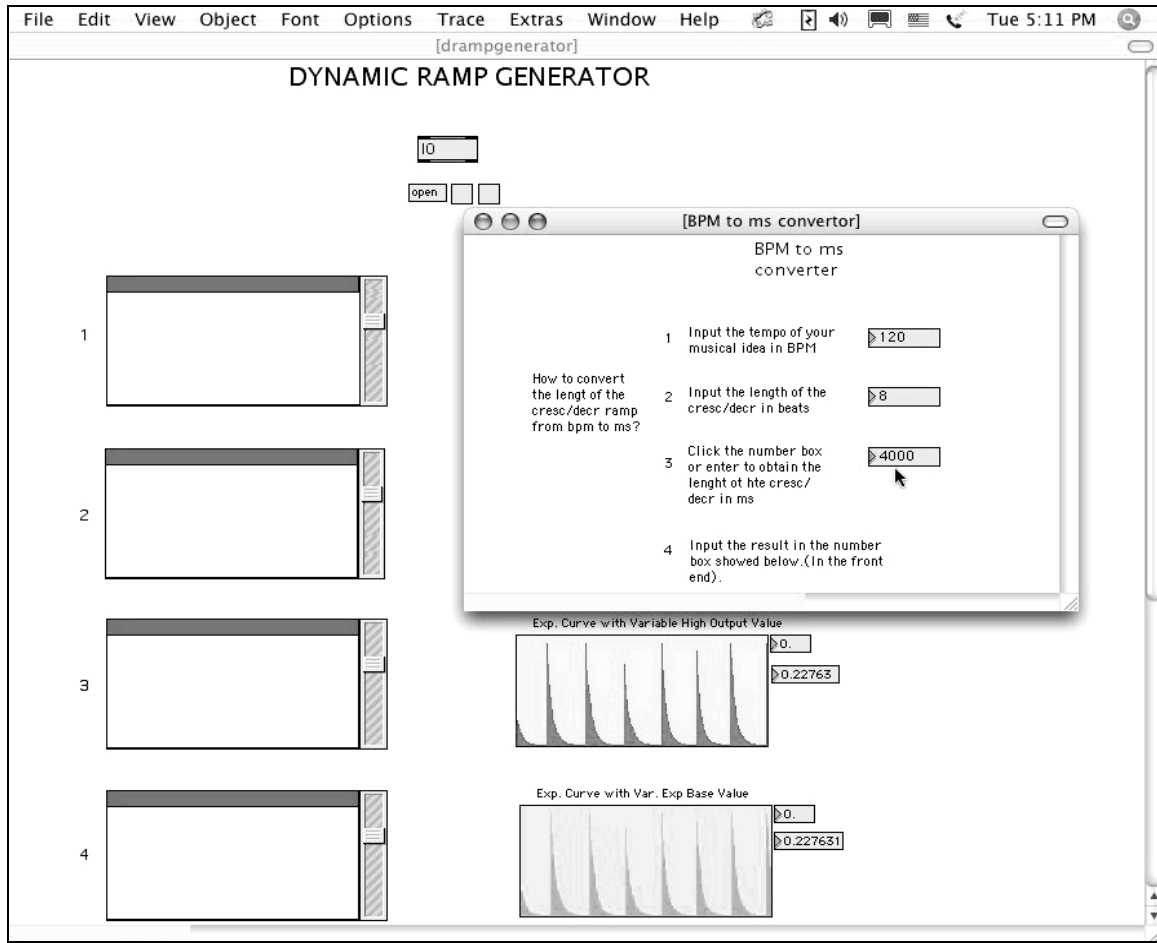 File Edit View Object Font Options Trace Extras Window Help Tue 5:11 PM
[drampgenerator]
DYNAMIC RAMP GENERATOR
IO
open
[BPM to ms convertor]
BPM to ms
converter
1 Input the tempo of your
musical idea in BPM
120
How to convert
the lengt of the
cresc/decr ramp
from bpm to ms?
2 Input the length of the
cresc/decr in beats
8
3 Click the number box
or enter to obtain the
lenght ot hte cresc/
decr in ms
4000
4 Input the result in the number
box showed below.(In the front
end).
1
2
3
Exp. Curve with Variable High Output Value
0.
0.22763
4
Exp. Curve with Var. Exp Base Value
0.
0.227631